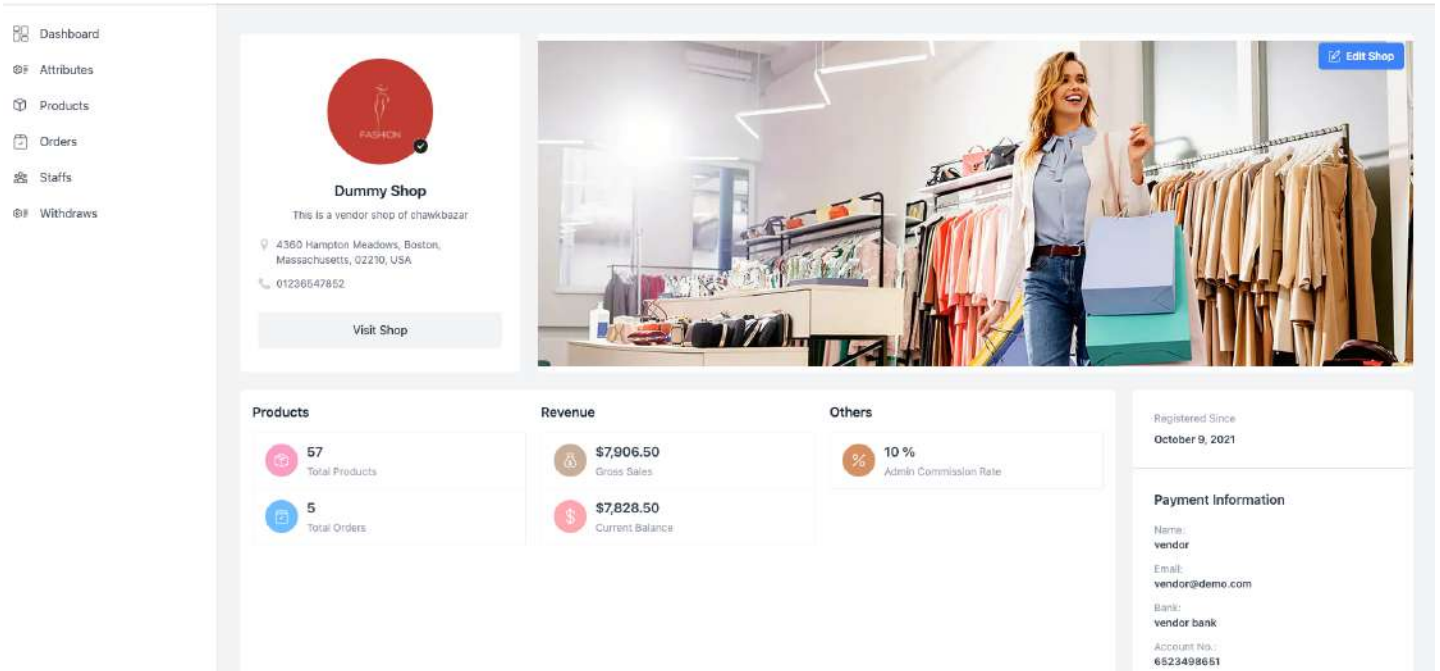 Dashboard
Attributes
Products
Orders
Staffs
Withdraws
FASHION
Dummy Shop
This is a vendor shop of chawkbazar
4360 Hampton Meadows, Boston,
Massachusetts, 02210, USA
01236547852
Visit Shop
Edit Shop
Products
57
Total Products
5
Total Orders
Revenue
$7,906.50
Gross Sales
$7,828.50
Current Balance
Others
10 %
Admin Commission Rate
Registered Since
October 9, 2021
Payment Information
Name:
vendor
Email:
vendor@demo.com
Bank:
vendor bank
Account No.:
6523498651